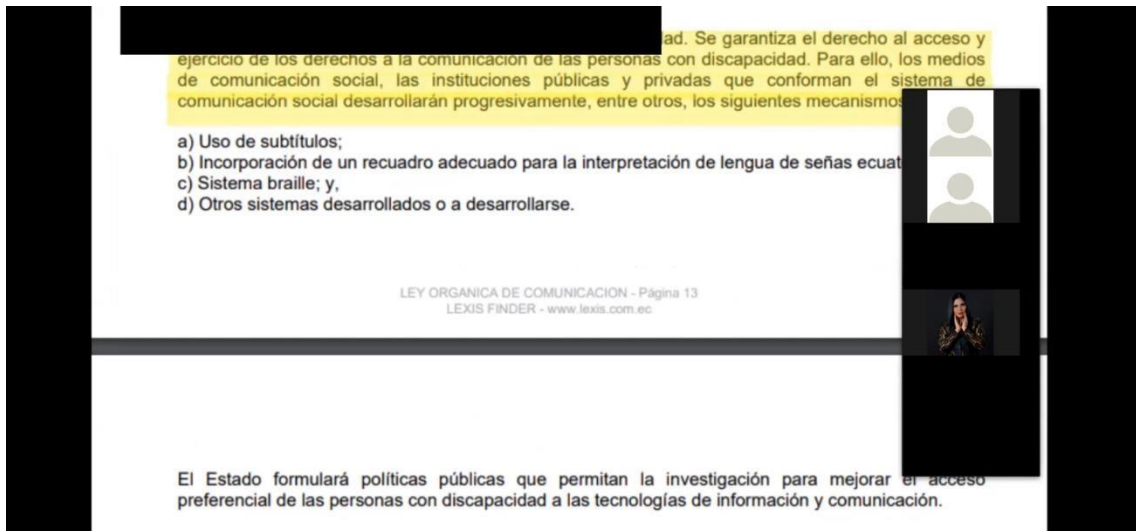 Se garantiza el derecho al acceso y
ejercicio de los derechos a la comunicación de las personas con discapacidad. Para ello, los medios
de comunicación social, las instituciones públicas y privadas que conforman el sistema de
comunicación social desarrollarán progresivamente, entre otros, los siguientes mecanismos
a) Uso de subtítulos;
b) Incorporación de un recuadro adecuado para la interpretación de lengua de señas
c) Sistema braille; y,
d) Otros sistemas desarrollados o a desarrollarse.
LEY ORGANICA DE COMUNICACION - Página 13
LEXIS FINDER - www.lexis.com.ec
El Estado formulará políticas públicas que permitan la investigación para mejorar el acceso
preferencial de las personas con discapacidad a las tecnologías de información y comunicación.